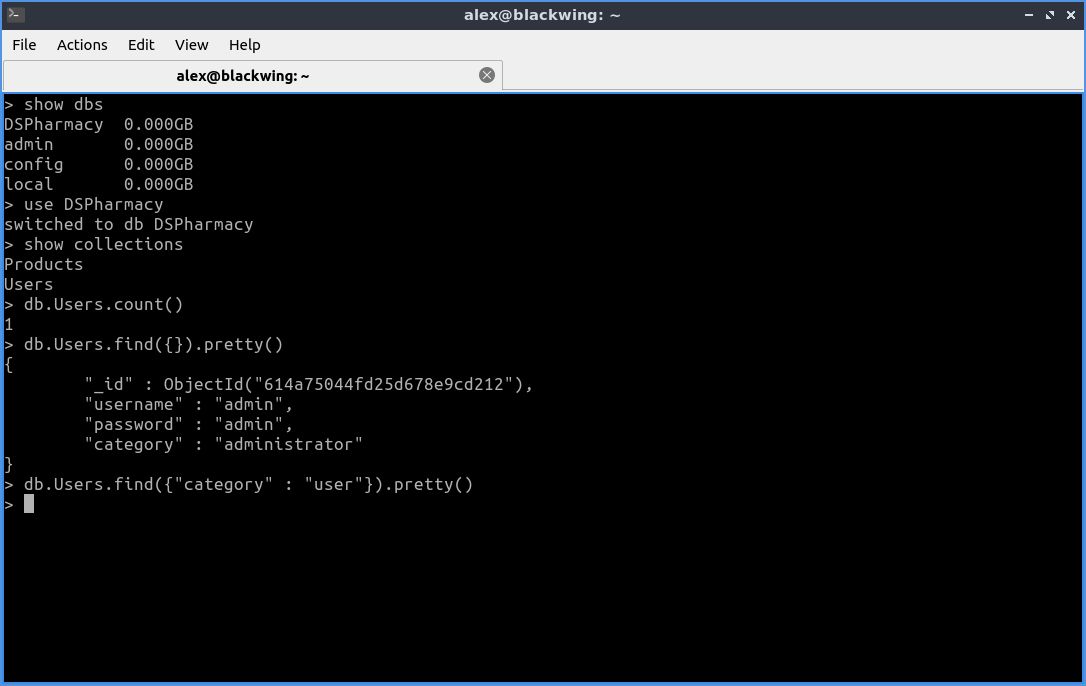 alex@blackwing: ~
File Actions Edit View Help
alex@blackwing: ~
> show dbs
DSPharmacy  0.000GB
admin       0.000GB
config      0.000GB
local       0.000GB
> use DSPharmacy
switched to db DSPharmacy
> show collections
Products
Users
> db.Users.count()
1
> db.Users.find({}).pretty()
{
        "_id" : ObjectId("614a75044fd25d678e9cd212"),
        "username" : "admin",
        "password" : "admin",
        "category" : "administrator"
}
> db.Users.find({"category" : "user"}).pretty()
>